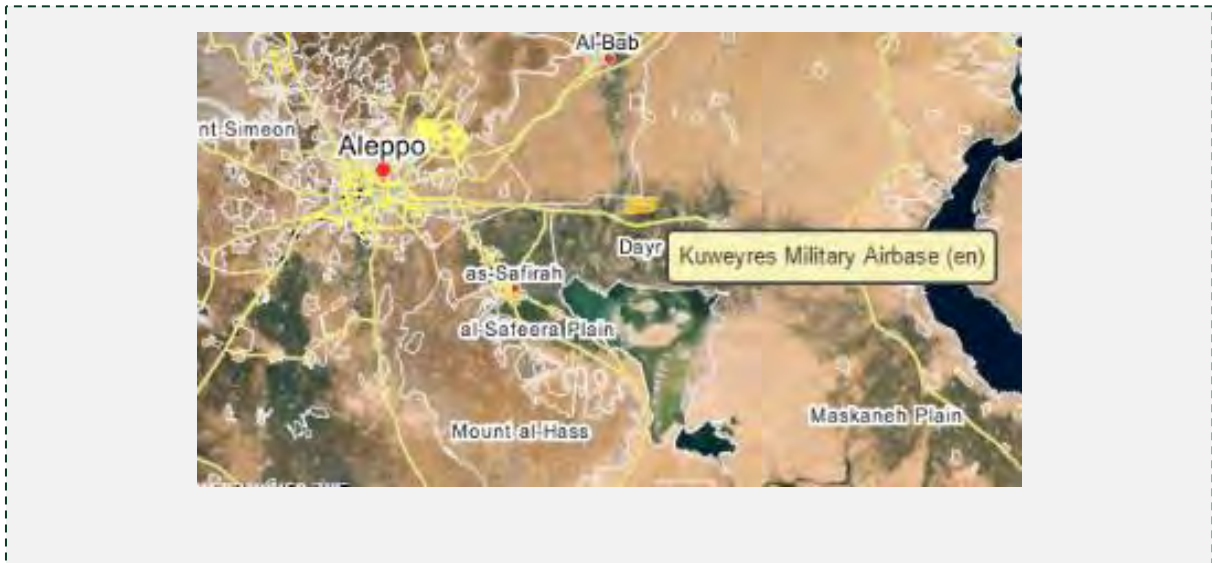 Al-Bab
nt Simeon
Aleppo
Dayr
Kuweyres Military Airbase (en)
as-Safirah
al-Safeera Plain
Maskaneh Plain
Mount al-Hass